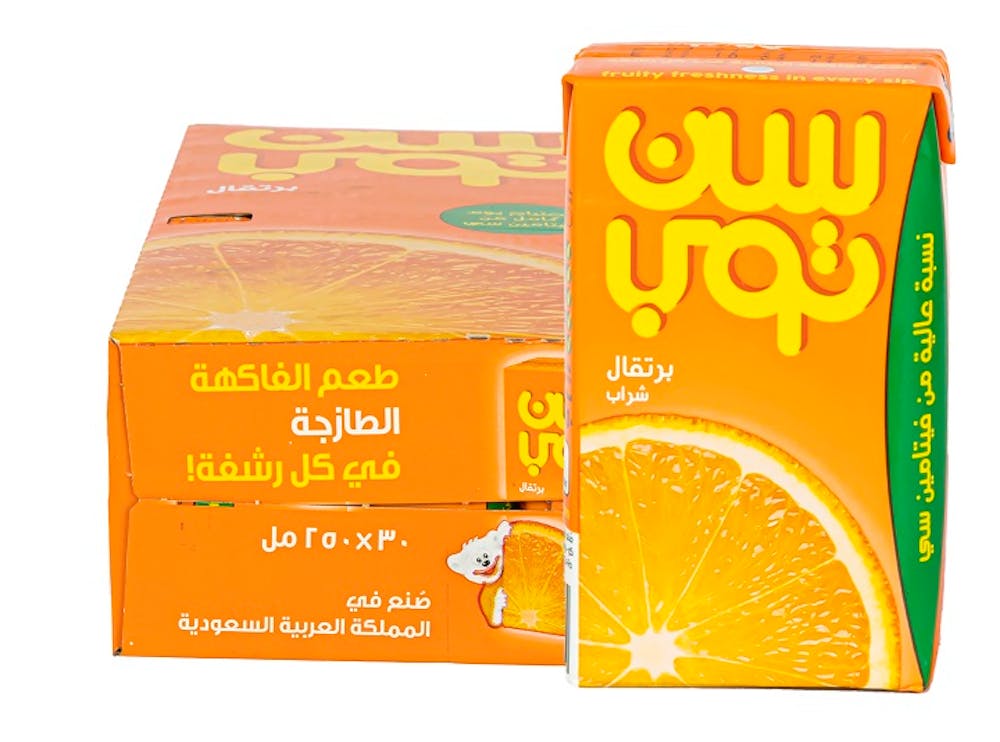 سن
توب
برتقال
طعم الفاكهة
الطازجة
في كل رشفة!
سن
توب
برتقال
٣٠×٢٥٠ مل
صُنع في
المملكة العربية السعودية
fruity freshness in every sip
سن
توب
برتقال
شراب
نسبة عالية من فيتامين سي